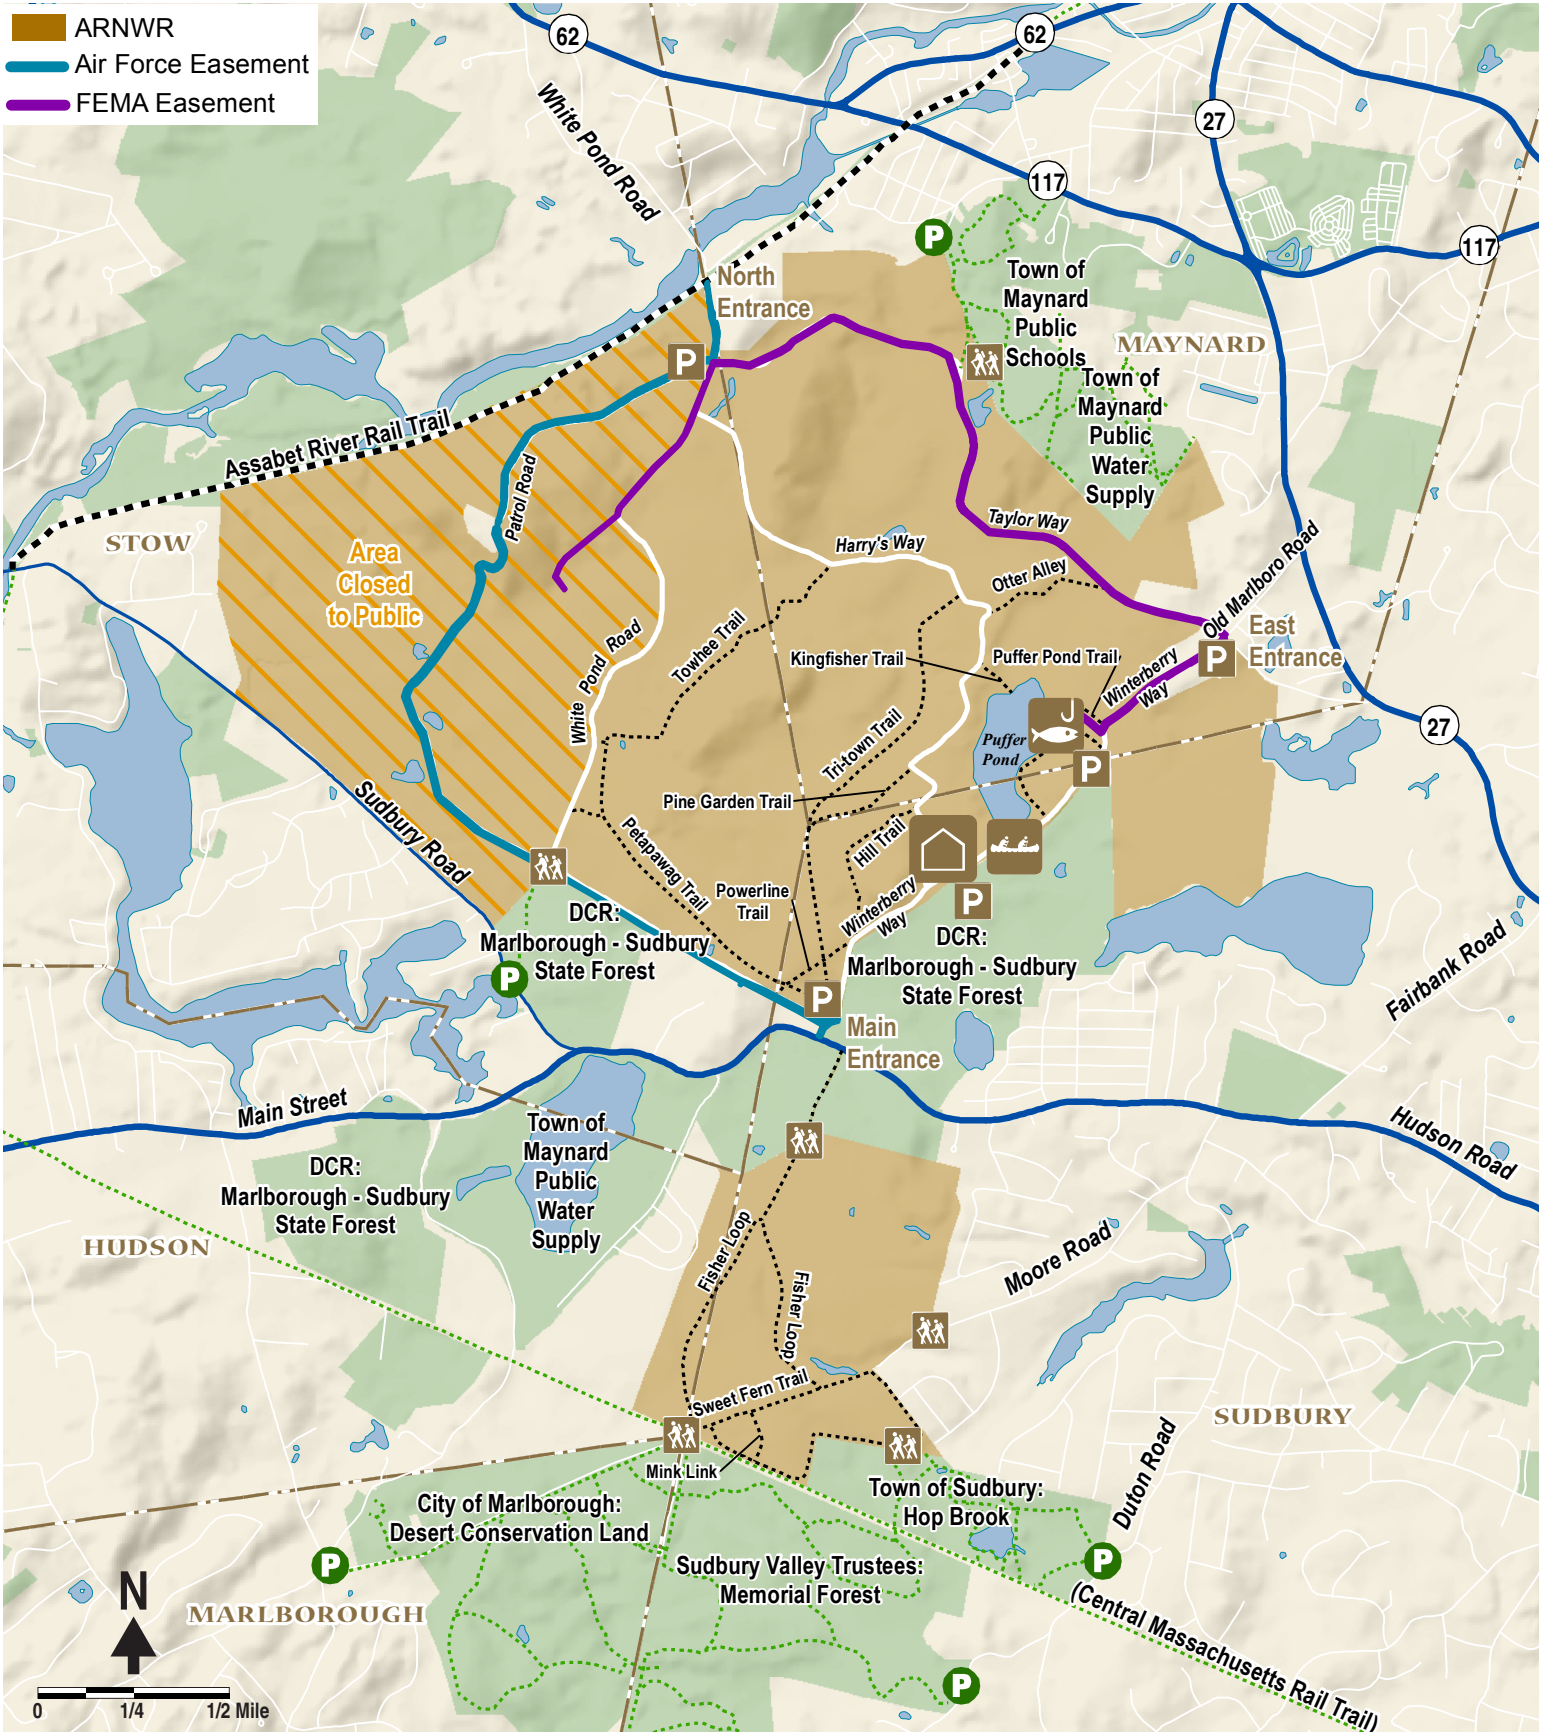 ARNWR
Air Force Easement
FEMA Easement
62
62
White Pond Road
27
117
117
P
North
Entrance
Town of
Maynard
Public
Schools
MAYNARD
P
Town of
Maynard
Public
Water
Supply
Assabet River Rail Trail
Patrol Road
STOW
Area
Closed
to Public
Taylor Way
Harry's Way
Otter Alley
Old Marlboro Road
East
Entrance
P
White Pond Road
Towhee Trail
Kingfisher Trail
Puffer Pond Trail
Winterberry
Way
27
Puffer
Pond
Tri-town Trail
P
Pine Garden Trail
Sudbury Road
Petapawag Trail
Hill Trail
Powerline
Trail
Winterberry
Way
P
DCR:
Marlborough - Sudbury
State Forest
DCR:
Marlborough - Sudbury
State Forest
P
P
Fairbank Road
Main
Entrance
Main Street
Hudson Road
Town of
Maynard
Public
Water
Supply
DCR:
Marlborough - Sudbury
State Forest
HUDSON
Fisher Loop
Fisher Loop
Moore Road
Sweet Fern Trail
SUDBURY
Mink Link
Duton Road
Town of Sudbury:
Hop Brook
City of Marlborough:
Desert Conservation Land
P
P
Sudbury Valley Trustees:
Memorial Forest
(Central Massachusetts Rail Trail)
MARLBOROUGH
N
P
0 1/4 1/2 Mile